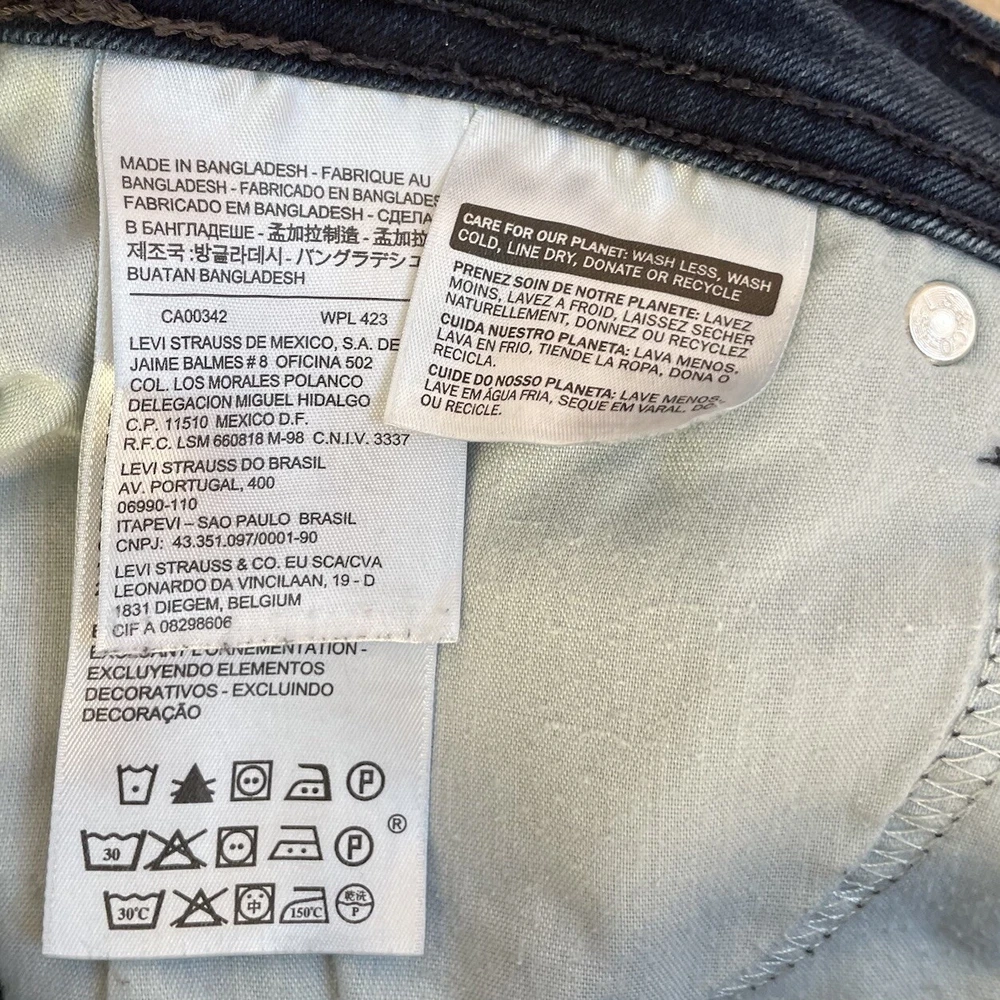 MADE IN BANGLADESH - FABRIQUE AU
BANGLADESH - FABRICADO EN BANGLADES
FABRICADO EM BANGLADESH - СДЕЛА
В БАНГЛАДЕШЕ - 孟加拉制造 - 孟加拉
제조국 :방글라데시 - バングラデシュ
BUATAN BANGLADESH
CA00342 WPL 423
LEVI STRAUSS DE MEXICO, S.A. DE
JAIME BALMES # 8 OFICINA 502
COL. LOS MORALES POLANCO
DELEGACION MIGUEL HIDALGO
C.P. 11510 MEXICO D.F.
R.F.C. LSM 660818 M-98 C.N.I.V. 3337
LEVI STRAUSS DO BRASIL
AV. PORTUGAL, 400
06990-110
ITAPEVI – SAO PAULO BRASIL
CNPJ: 43.351.097/0001-90
LEVI STRAUSS & CO. EU SCA/CVA
LEONARDO DA VINCILAAN, 19 - D
1831 DIEGEM, BELGIUM
CIF A 08298606
L'ORNEMENTATION -
EXCLUYENDO ELEMENTOS
DECORATIVOS - EXCLUINDO
DECORAÇÃO
P
®
30 P
30℃ 中 150℃ 乾洗 P
CARE FOR OUR PLANET: WASH LESS, WASH
COLD, LINE DRY, DONATE OR RECYCLE
PRENEZ SOIN DE NOTRE PLANETE: LAVEZ
MOINS, LAVEZ A FROID, LAISSEZ SECHER
NATURELLEMENT, DONNEZ OU RECYCLEZ
CUIDA NUESTRO PLANETA: LAVA MENOS.
LAVA EN FRIO, TIENDE LA ROPA, DONA O
RECICLA.
CUIDE DO NOSSO PLANETA: LAVE MENOS.
LAVE EM ÁGUA FRIA, SEQUE EM VARAL. DO
OU RECICLE.